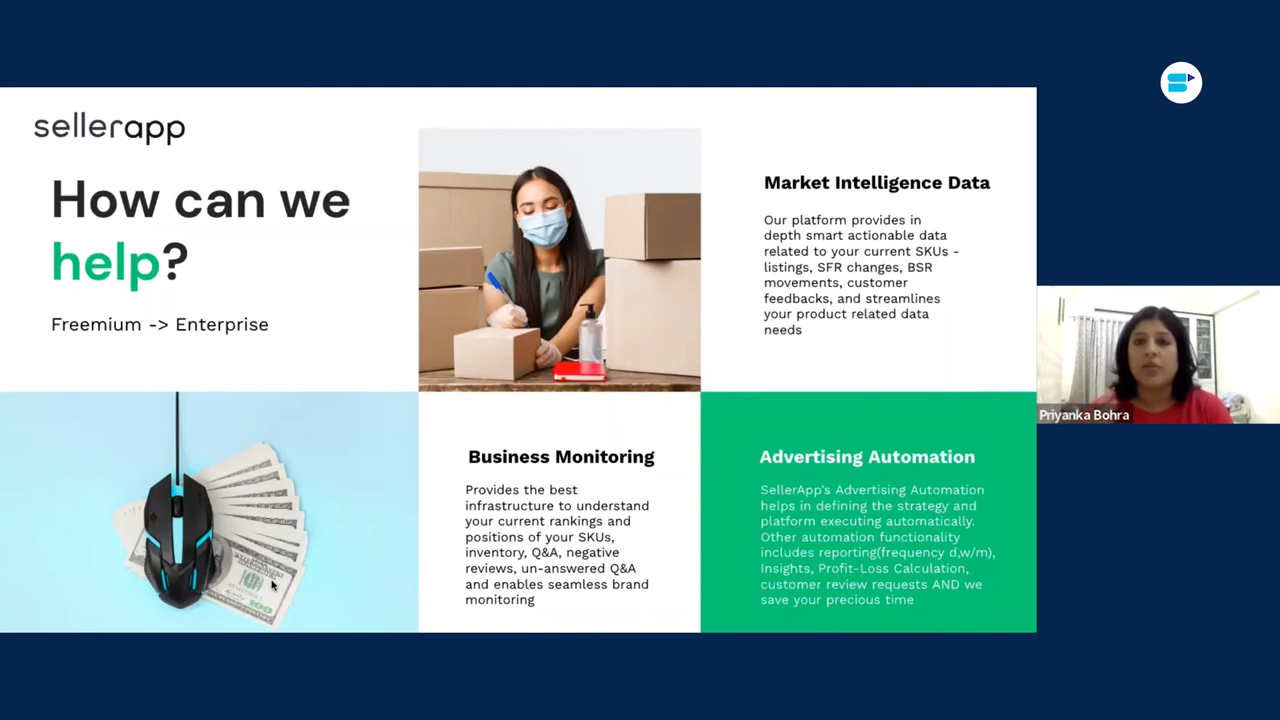 sellerapp
How can we
help?
Freemium -> Enterprise
Market Intelligence Data
Our platform provides in
depth smart actionable data
related to your current SKUs -
listings, SFR changes, BSR
movements, customer
feedbacks, and streamlines
your product related data
needs
Business Monitoring
Provides the best
infrastructure to understand
your current rankings and
positions of your SKUs,
inventory, Q&A, negative
reviews, un-answered Q&A
and enables seamless brand
monitoring
Advertising Automation
SellerApp's Advertising Automation
helps in defining the strategy and
platform executing automatically.
Other automation functionality
includes reporting(frequency d,w/m),
Insights, Profit-Loss Calculation,
customer review requests AND we
save your precious time
Priyanka Bohra